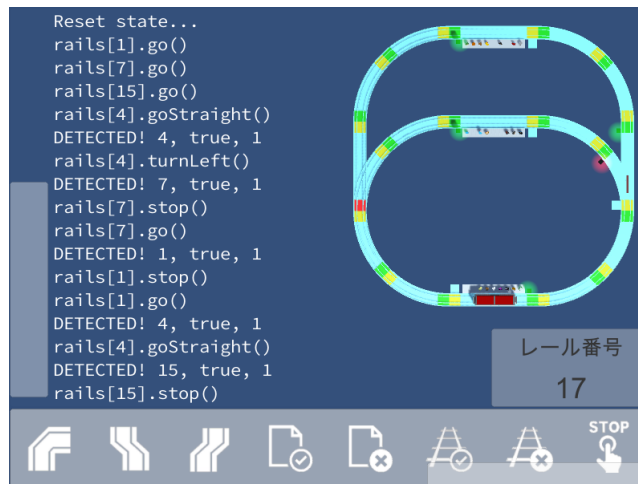 Reset state...
rails[1].go()
rails[7].go()
rails[15].go()
rails[4].goStraight()
DETECTED! 4, true, 1
rails[4].turnLeft()
DETECTED! 7, true, 1
rails[7].stop()
rails[7].go()
DETECTED! 1, true, 1
rails[1].stop()
rails[1].go()
DETECTED! 4, true, 1
rails[4].goStraight()
DETECTED! 15, true, 1
rails[15].stop()
レール番号
17
STOP